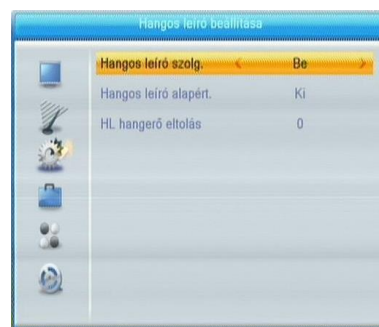 Hangos leíró beállítása
Hangos leíró szolg. < Be >
Hangos leíró alapért. Ki
HL hangerő eltolás 0